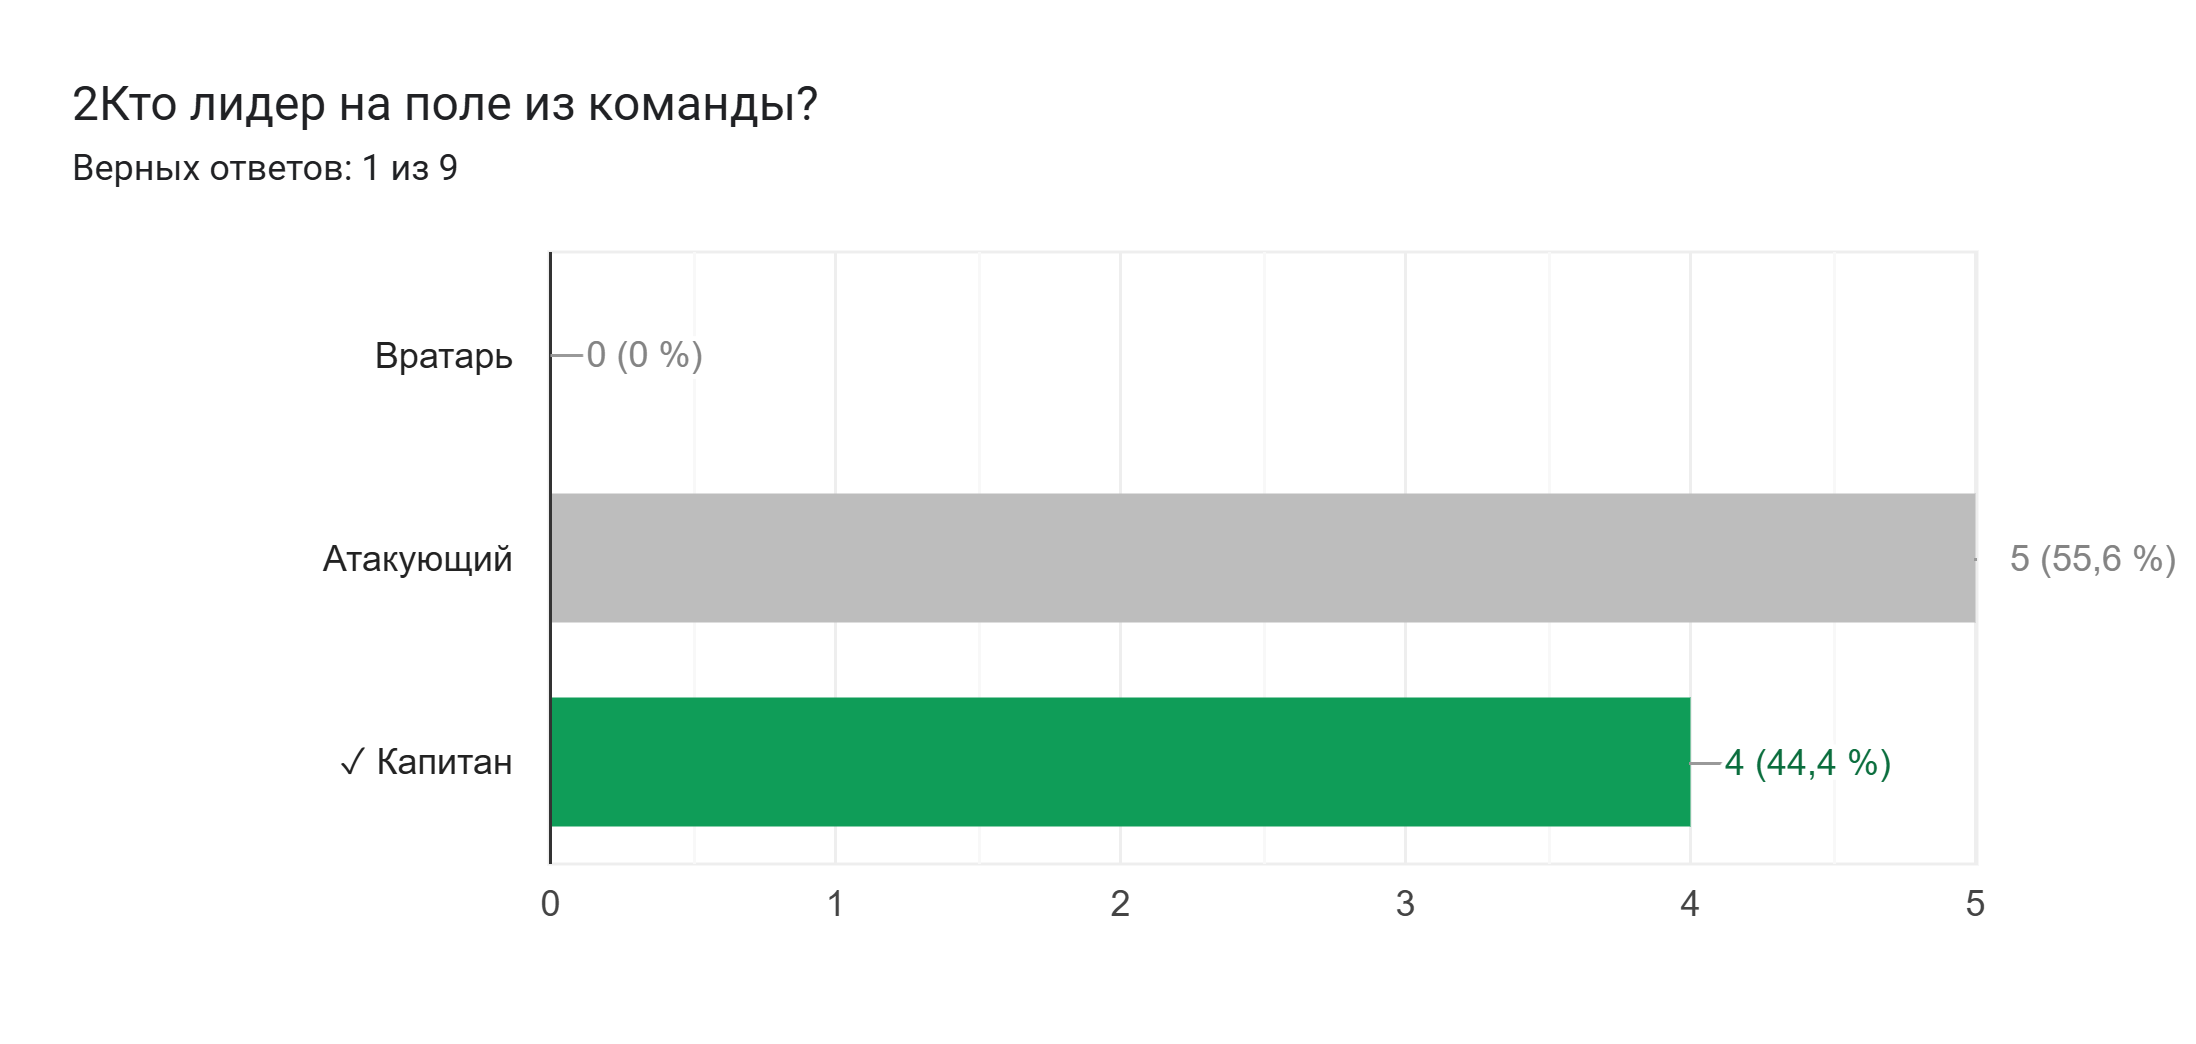 2Кто лидер на поле из команды?
Верных ответов: 1 из 9
Вратарь 0 (0 %)
Атакующий 5 (55,6 %)
✓ Капитан 4 (44,4 %)
0 1 2 3 4 5